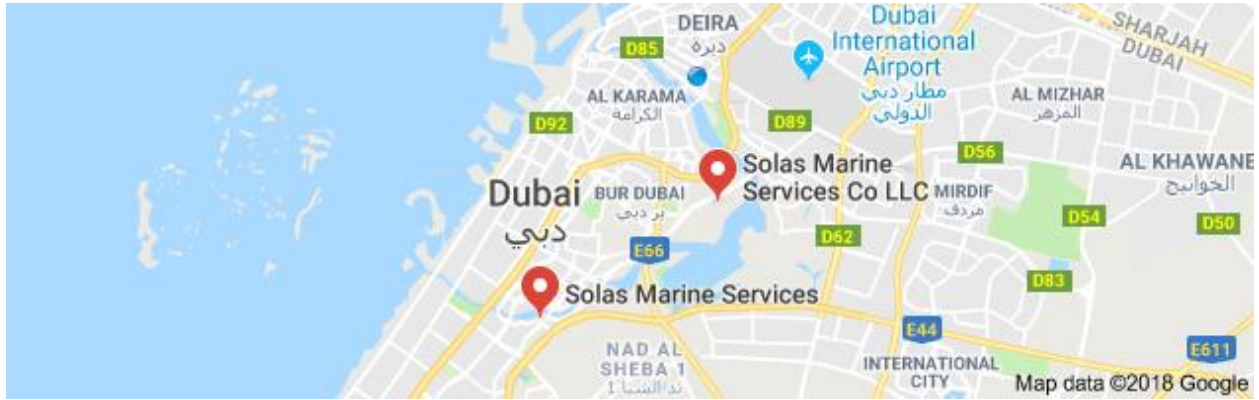 DEIRA
ديرة
Dubai
International
Airport
مطار دبي
الدولي
SHARJAH
DUBAI
D85
AL KARAMA
الكرامة
D92
D89
AL MIZHAR
المزهر
D56
AL KHAWANE
الخوانيج
Solas Marine
Services Co LLC
MIRDIF
مردف
Dubai
دبي
BUR DUBAI
بر دبي
D54
D50
E66
D62
D83
Solas Marine Services
E44
E611
NAD AL
SHEBA 1
ند الشبا 1
INTERNATIONAL
CITY
Map data ©2018 Google